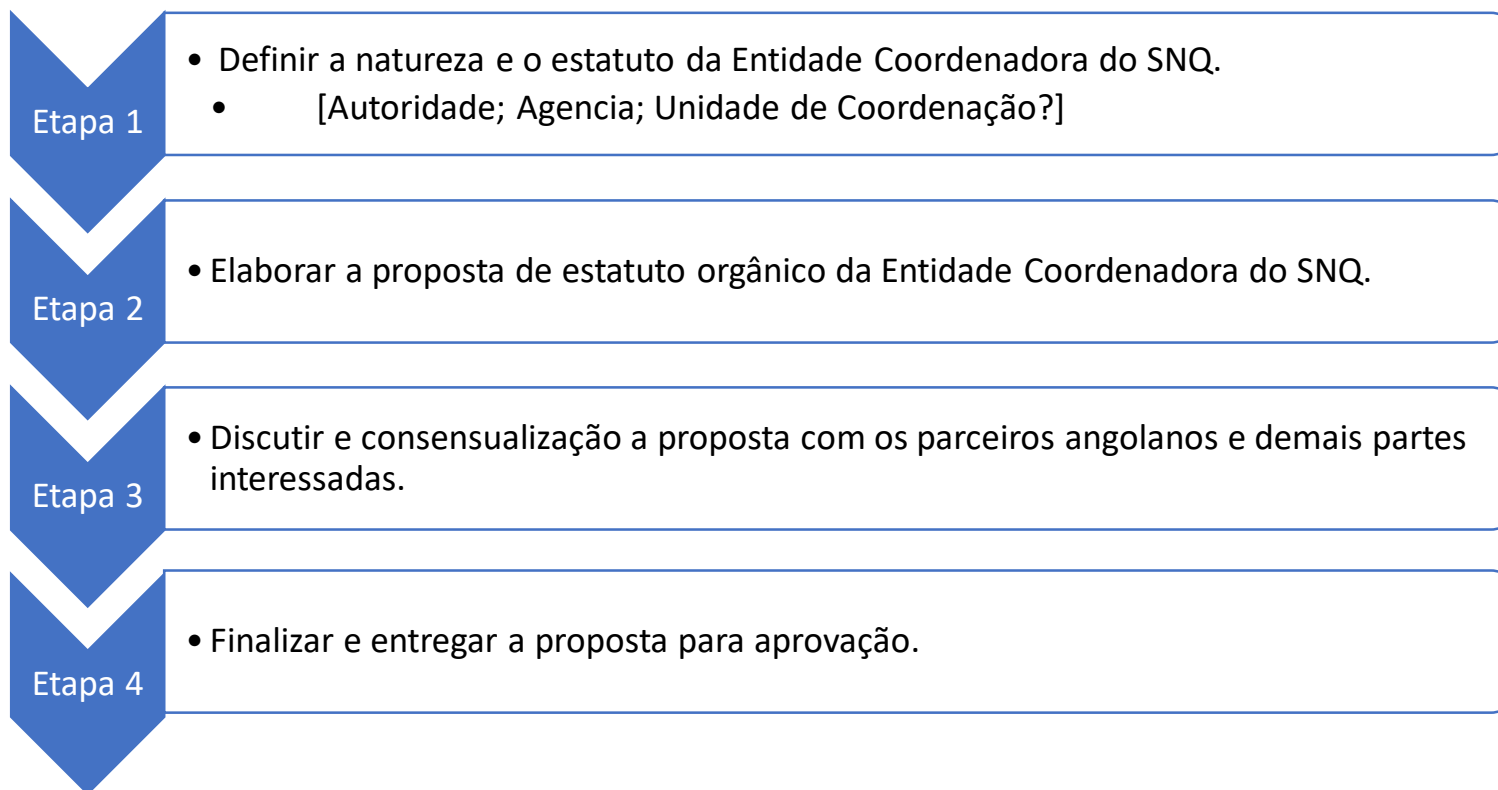 Etapa 1
• Definir a natureza e o estatuto da Entidade Coordenadora do SNQ.
• [Autoridade; Agencia; Unidade de Coordenação?]
Etapa 2
• Elaborar a proposta de estatuto orgânico da Entidade Coordenadora do SNQ.
Etapa 3
• Discutir e consensualização a proposta com os parceiros angolanos e demais partes
interessadas.
Etapa 4
• Finalizar e entregar a proposta para aprovação.